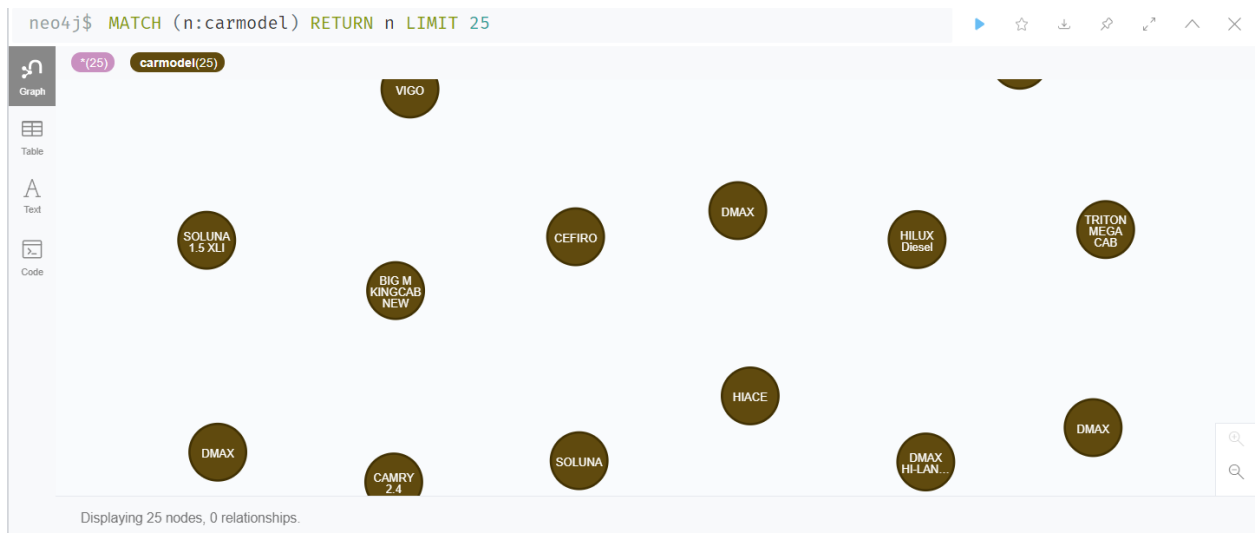 neo4j$ MATCH (n:carmodel) RETURN n LIMIT 25
*(25) carmodel(25)
Graph
Table
A
Text
Code
VIGO
SOLUNA
1.5 XLI
BIG M
KINGCAB
NEW
CEFIRO
DMAX
HILUX
Diesel
TRITON
MEGA
CAB
DMAX
CAMRY
2.4
SOLUNA
HIACE
DMAX
HI-LAN...
DMAX
Displaying 25 nodes, 0 relationships.